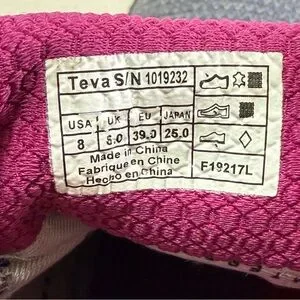 Teva S/N 1019232
USA UK EU JAPAN
8 6.0 39.0 25.0
Made in China
Fabrique en Chine
Hecho en China
F19217L